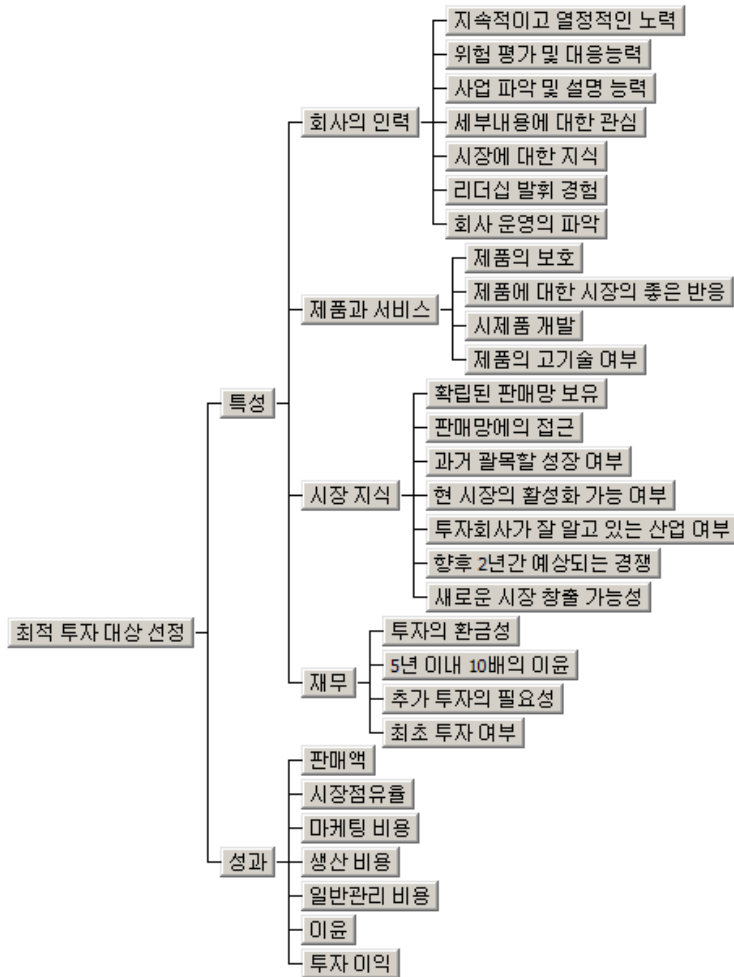 지속적이고 열정적인 노력
위험 평가 및 대응능력
사업 파악 및 설명 능력
회사의 인력
세부내용에 대한 관심
시장에 대한 지식
리더십 발휘 경험
회사 운영의 파악
제품의 보호
제품에 대한 시장의 좋은 반응
제품과 서비스
시제품 개발
제품의 고기술 여부
특성
확립된 판매망 보유
판매망에의 접근
과거 괄목할 성장 여부
시장 지식
현 시장의 활성화 가능 여부
투자회사가 잘 알고 있는 산업 여부
향후 2년간 예상되는 경쟁
새로운 시장 창출 가능성
최적 투자 대상 선정
투자의 환금성
5년 이내 10배의 이윤
재무
추가 투자의 필요성
최초 투자 여부
판매액
시장점유율
마케팅 비용
성과
생산 비용
일반관리 비용
이윤
투자 이익